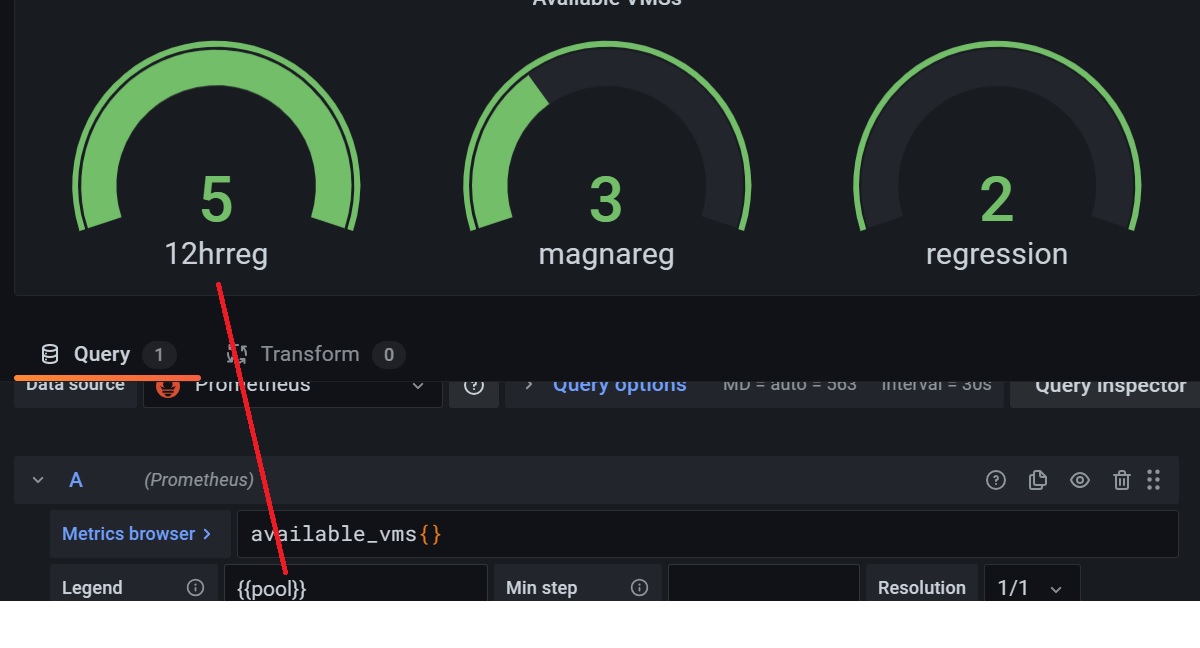 Available VMSs
5
3
2
12hrreg
magnareg
regression
Query 1 Transform 0
Data source Prometheus Query options MD = auto = 563 Interval = 30s Query inspector
A (Prometheus)
Metrics browser > available_vms{}
Legend {{pool}} Min step Resolution 1/1